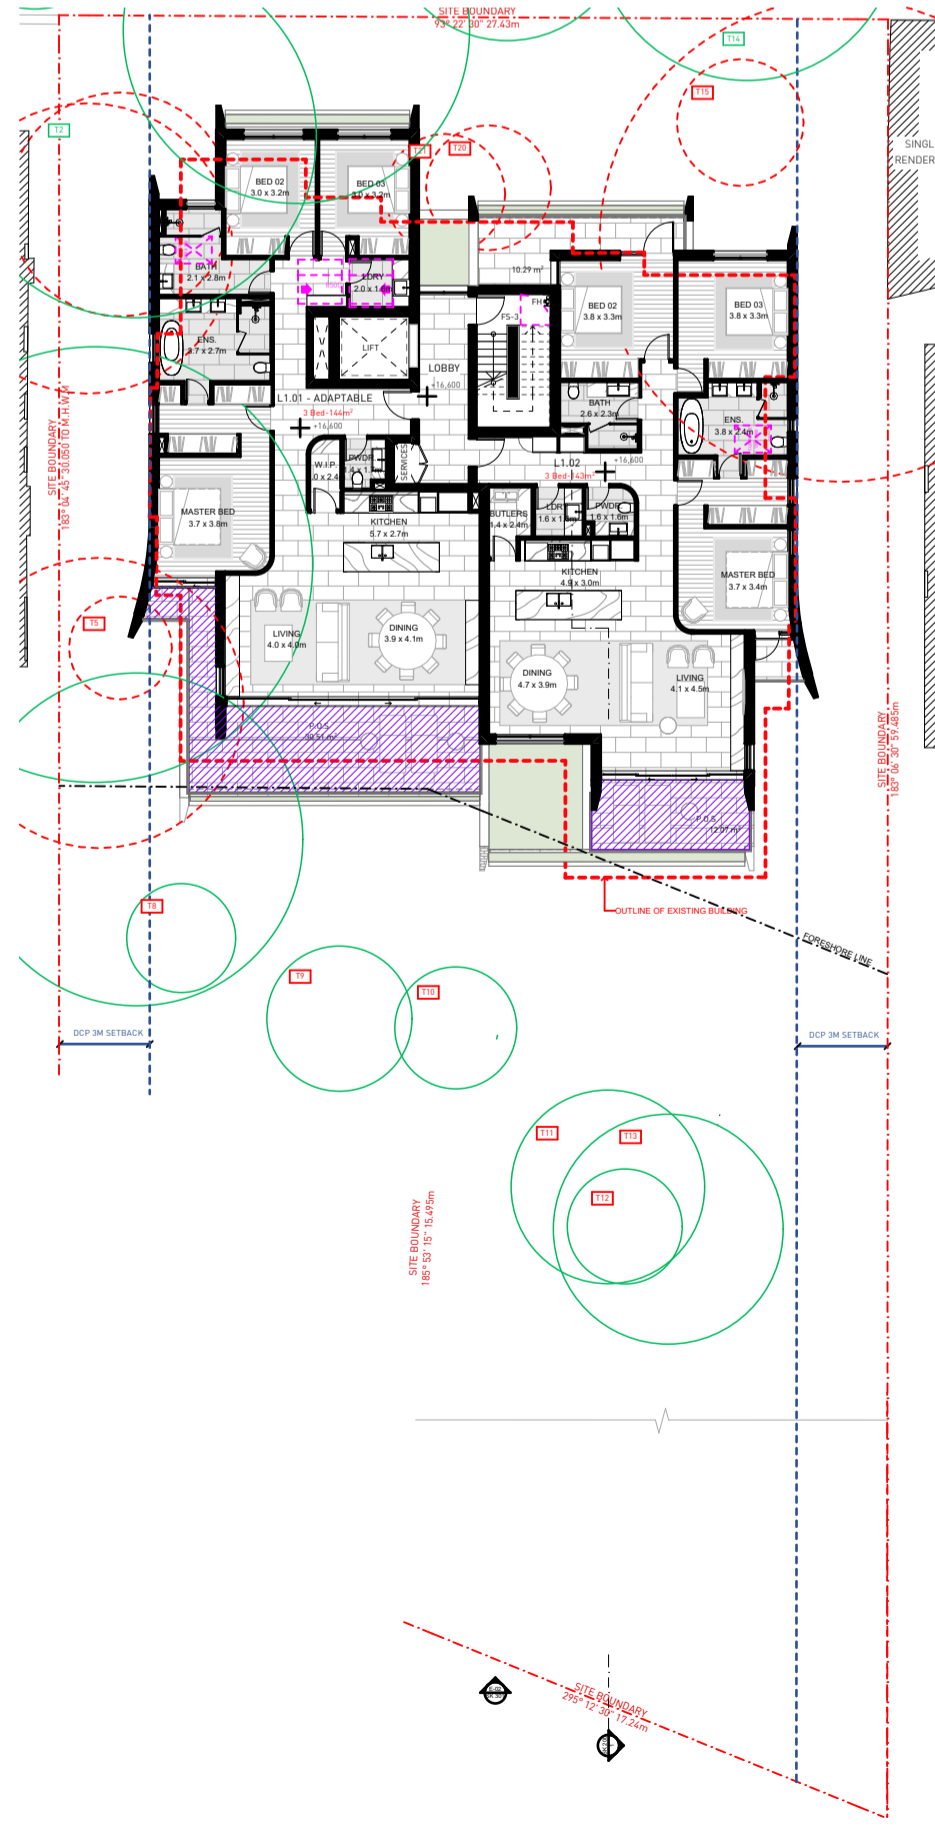 SITE BOUNDARY
93° 22' 30" 27.43m
T14
T15
T2
SINGL
RENDER
T20
T21
BED 02
3.0 x 3.2m
BED 03
3.0 x 3.2m
BATH
2.1 x 2.8m
LDRY
2.0 x 1.6m
10.29 m²
FH
FS-3
BED 02
3.8 x 3.3m
BED 03
3.8 x 3.3m
ENS.
3.7 x 2.7m
LIFT
LOBBY
+16,600
L1.01 - ADAPTABLE
3 Bed-144m²
+16,600
BATH
2.6 x 2.3m
ENS.
3.8 x 2.4m
SITE BOUNDARY
183° 04' 45" 30.050 TO M.H.W.M
W.I.P.
PWDR
SERVICES
L1.02
3 Bed-143m²
+16,600
MASTER BED
3.7 x 3.8m
KITCHEN
5.7 x 2.7m
BUTLERS
1.4 x 2.4m
LDRY
PWDR
1.6 x 1.6m
KITCHEN
4.9 x 3.0m
MASTER BED
3.7 x 3.4m
T5
LIVING
4.0 x 4.0m
DINING
3.9 x 4.1m
DINING
4.7 x 3.9m
LIVING
4.1 x 4.5m
P.O.S
SITE BOUNDARY
183° 06' 30" 59.485m
P.O.S
12.07 m²
T8
OUTLINE OF EXISTING BUILDING
FORESHORE LINE
T9
T10
DCP 3M SETBACK
DCP 3M SETBACK
T11
T13
T12
SITE BOUNDARY
185° 53' 15" 15.495m
SITE BOUNDARY
295° 12' 30" 17.24m